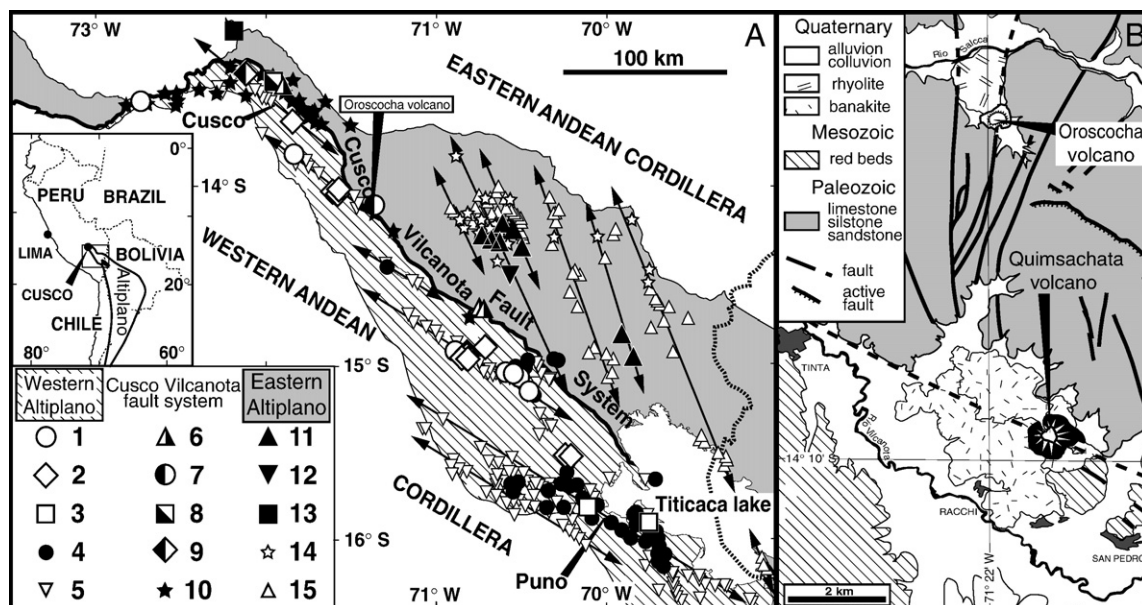 73° W
71° W
70° W
A
100 km
EASTERN ANDEAN CORDILLERA
Oroscocha volcano
Cusco
Cusco
Vilcanota
Fault
System
14° S
15° S
16° S
WESTERN ANDEAN
CORDILLERA
Titicaca lake
Puno
71° W
70° W
0°
PERU
BRAZIL
LIMA
BOLIVIA
Altiplano
20°
CUSCO
CHILE
80°
60°
Western
Altiplano
Cusco Vilcanota
fault system
Eastern
Altiplano
1
6
11
2
7
12
3
8
13
4
9
14
5
10
15
B
Quaternary
alluvion
colluvion
rhyolite
banakite
Mesozoic
red beds
Paleozoic
limestone
silstone
sandstone
fault
active
fault
Rio Salcca
Oroscocha
volcano
Quimsachata
volcano
TINTA
Rio Vilcanora
14° 10'
RACCHI
SAN PEDRO
71° 22' W
2 km